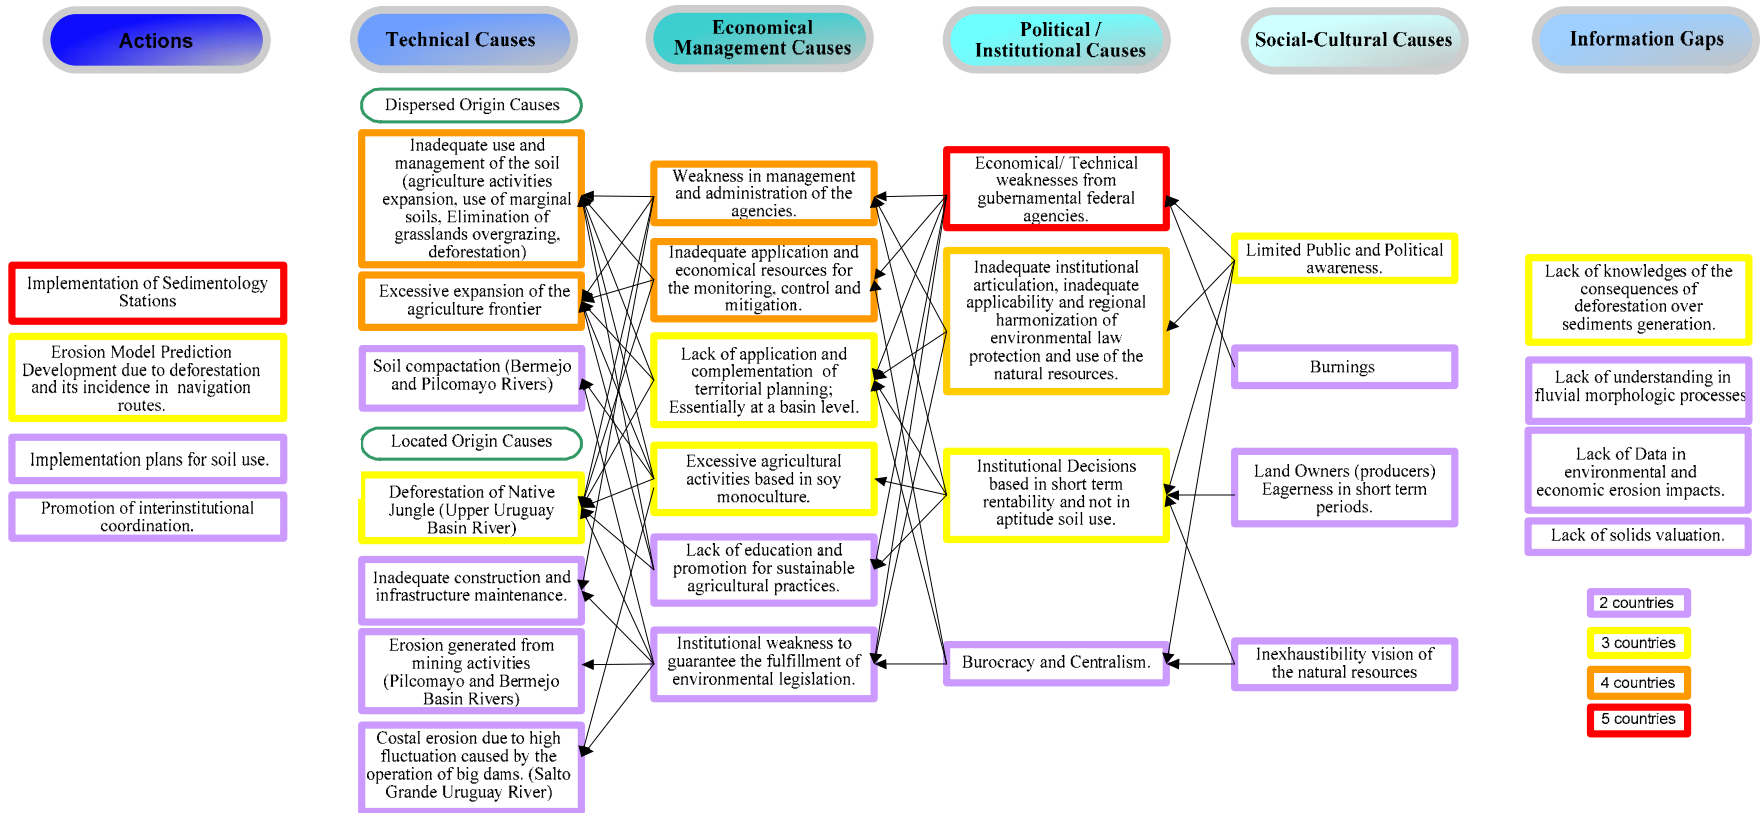 Actions
Technical Causes
Economical
Management Causes
Political /
Institutional Causes
Social-Cultural Causes
Information Gaps
Implementation of Sedimentology
Stations
Erosion Model Prediction
Development due to deforestation
and its incidence in navigation
routes.
Implementation plans for soil use.
Promotion of interinstitutional
coordination.
Dispersed Origin Causes
Inadequate use and
management of the soil
(agriculture activities
expansion, use of marginal
soils, Elimination of
grasslands overgrazing,
deforestation)
Excessive expansion of the
agriculture frontier
Soil compactation (Bermejo
and Pilcomayo Rivers)
Located Origin Causes
Deforestation of Native
Jungle (Upper Uruguay
Basin River)
Inadequate construction and
infrastructure maintenance.
Erosion generated from
mining activities
(Pilcomayo and Bermejo
Basin Rivers)
Costal erosion due to high
fluctuation caused by the
operation of big dams. (Salto
Grande Uruguay River)
Weakness in management
and administration of the
agencies.
Inadequate application and
economical resources for
the monitoring, control and
mitigation.
Lack of application and
complementation of
territorial planning;
Essentially at a basin level.
Excessive agricultural
activities based in soy
monoculture.
Lack of education and
promotion for sustainable
agricultural practices.
Institutional weakness to
guarantee the fulfillment of
environmental legislation.
Economical/ Technical
weaknesses from
gubernamental federal
agencies.
Inadequate institutional
articulation, inadequate
applicability and regional
harmonization of
environmental law
protection and use of the
natural resources.
Institutional Decisions
based in short term
rentability and not in
aptitude soil use.
Burocracy and Centralism.
Limited Public and Political
awareness.
Burnings
Land Owners (producers)
Eagerness in short term
periods.
Inexhaustibility vision of
the natural resources
Lack of knowledges of the
consequences of
deforestation over
sediments generation.
Lack of understanding in
fluvial morphologic processes
Lack of Data in
environmental and
economic erosion impacts.
Lack of solids valuation.
2 countries
3 countries
4 countries
5 countries